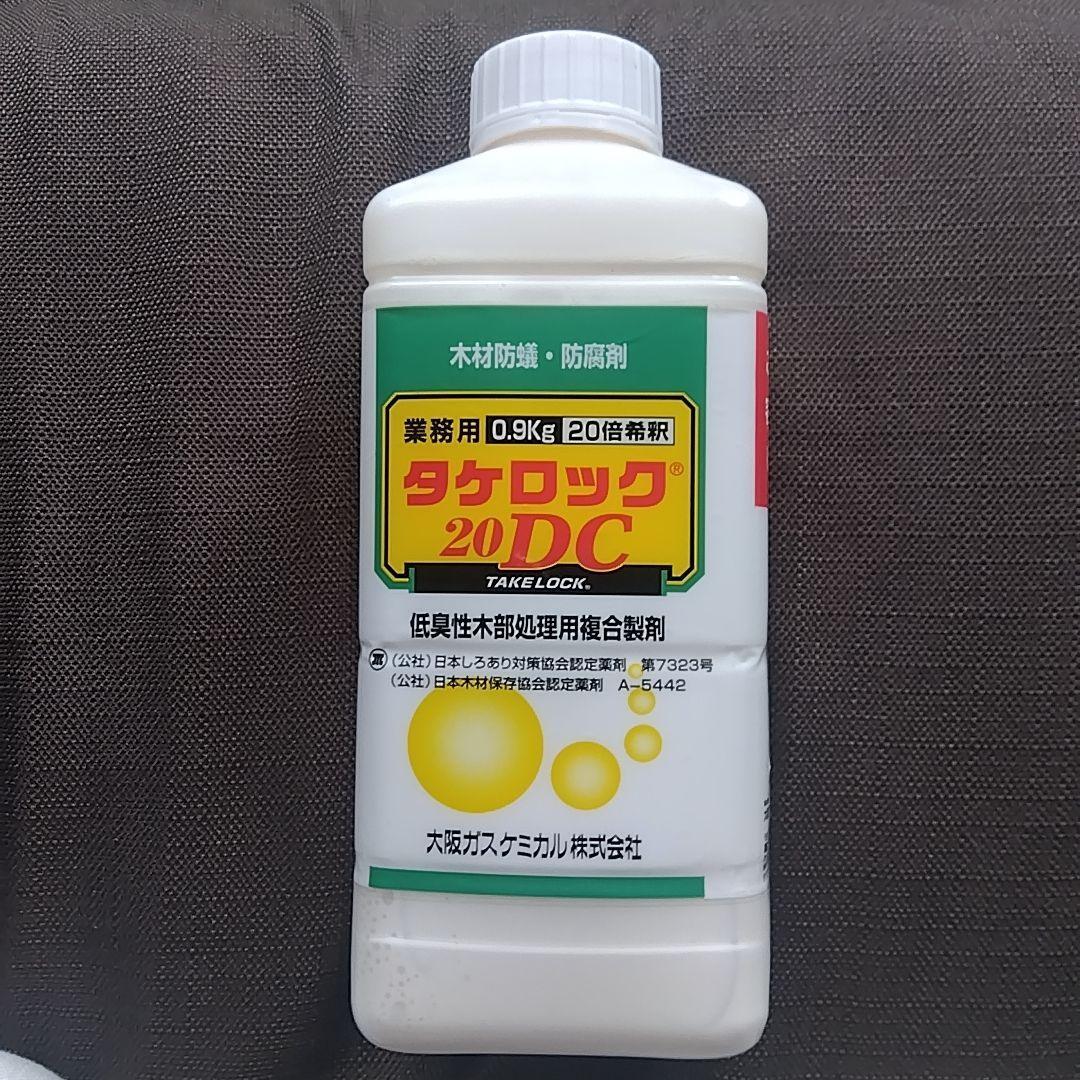 木材防蟻・防腐剤
業務用 0.9Kg 20倍希釈
タケロック®
20DC
TAKELOCK®
低臭性木部処理用複合製剤
(公社)日本しろあり対策協会認定薬剤 第7323号
(公社)日本木材保存協会認定薬剤 A-5442
大阪ガスケミカル株式会社